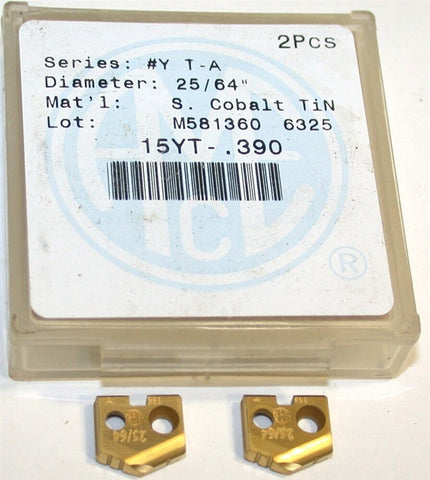 2Pcs
Series: #Y T-A
Diameter: 25/64"
Mat'l: S. Cobalt TiN
Lot: M581360 6325
15YT-.390
®
25/64
25/64